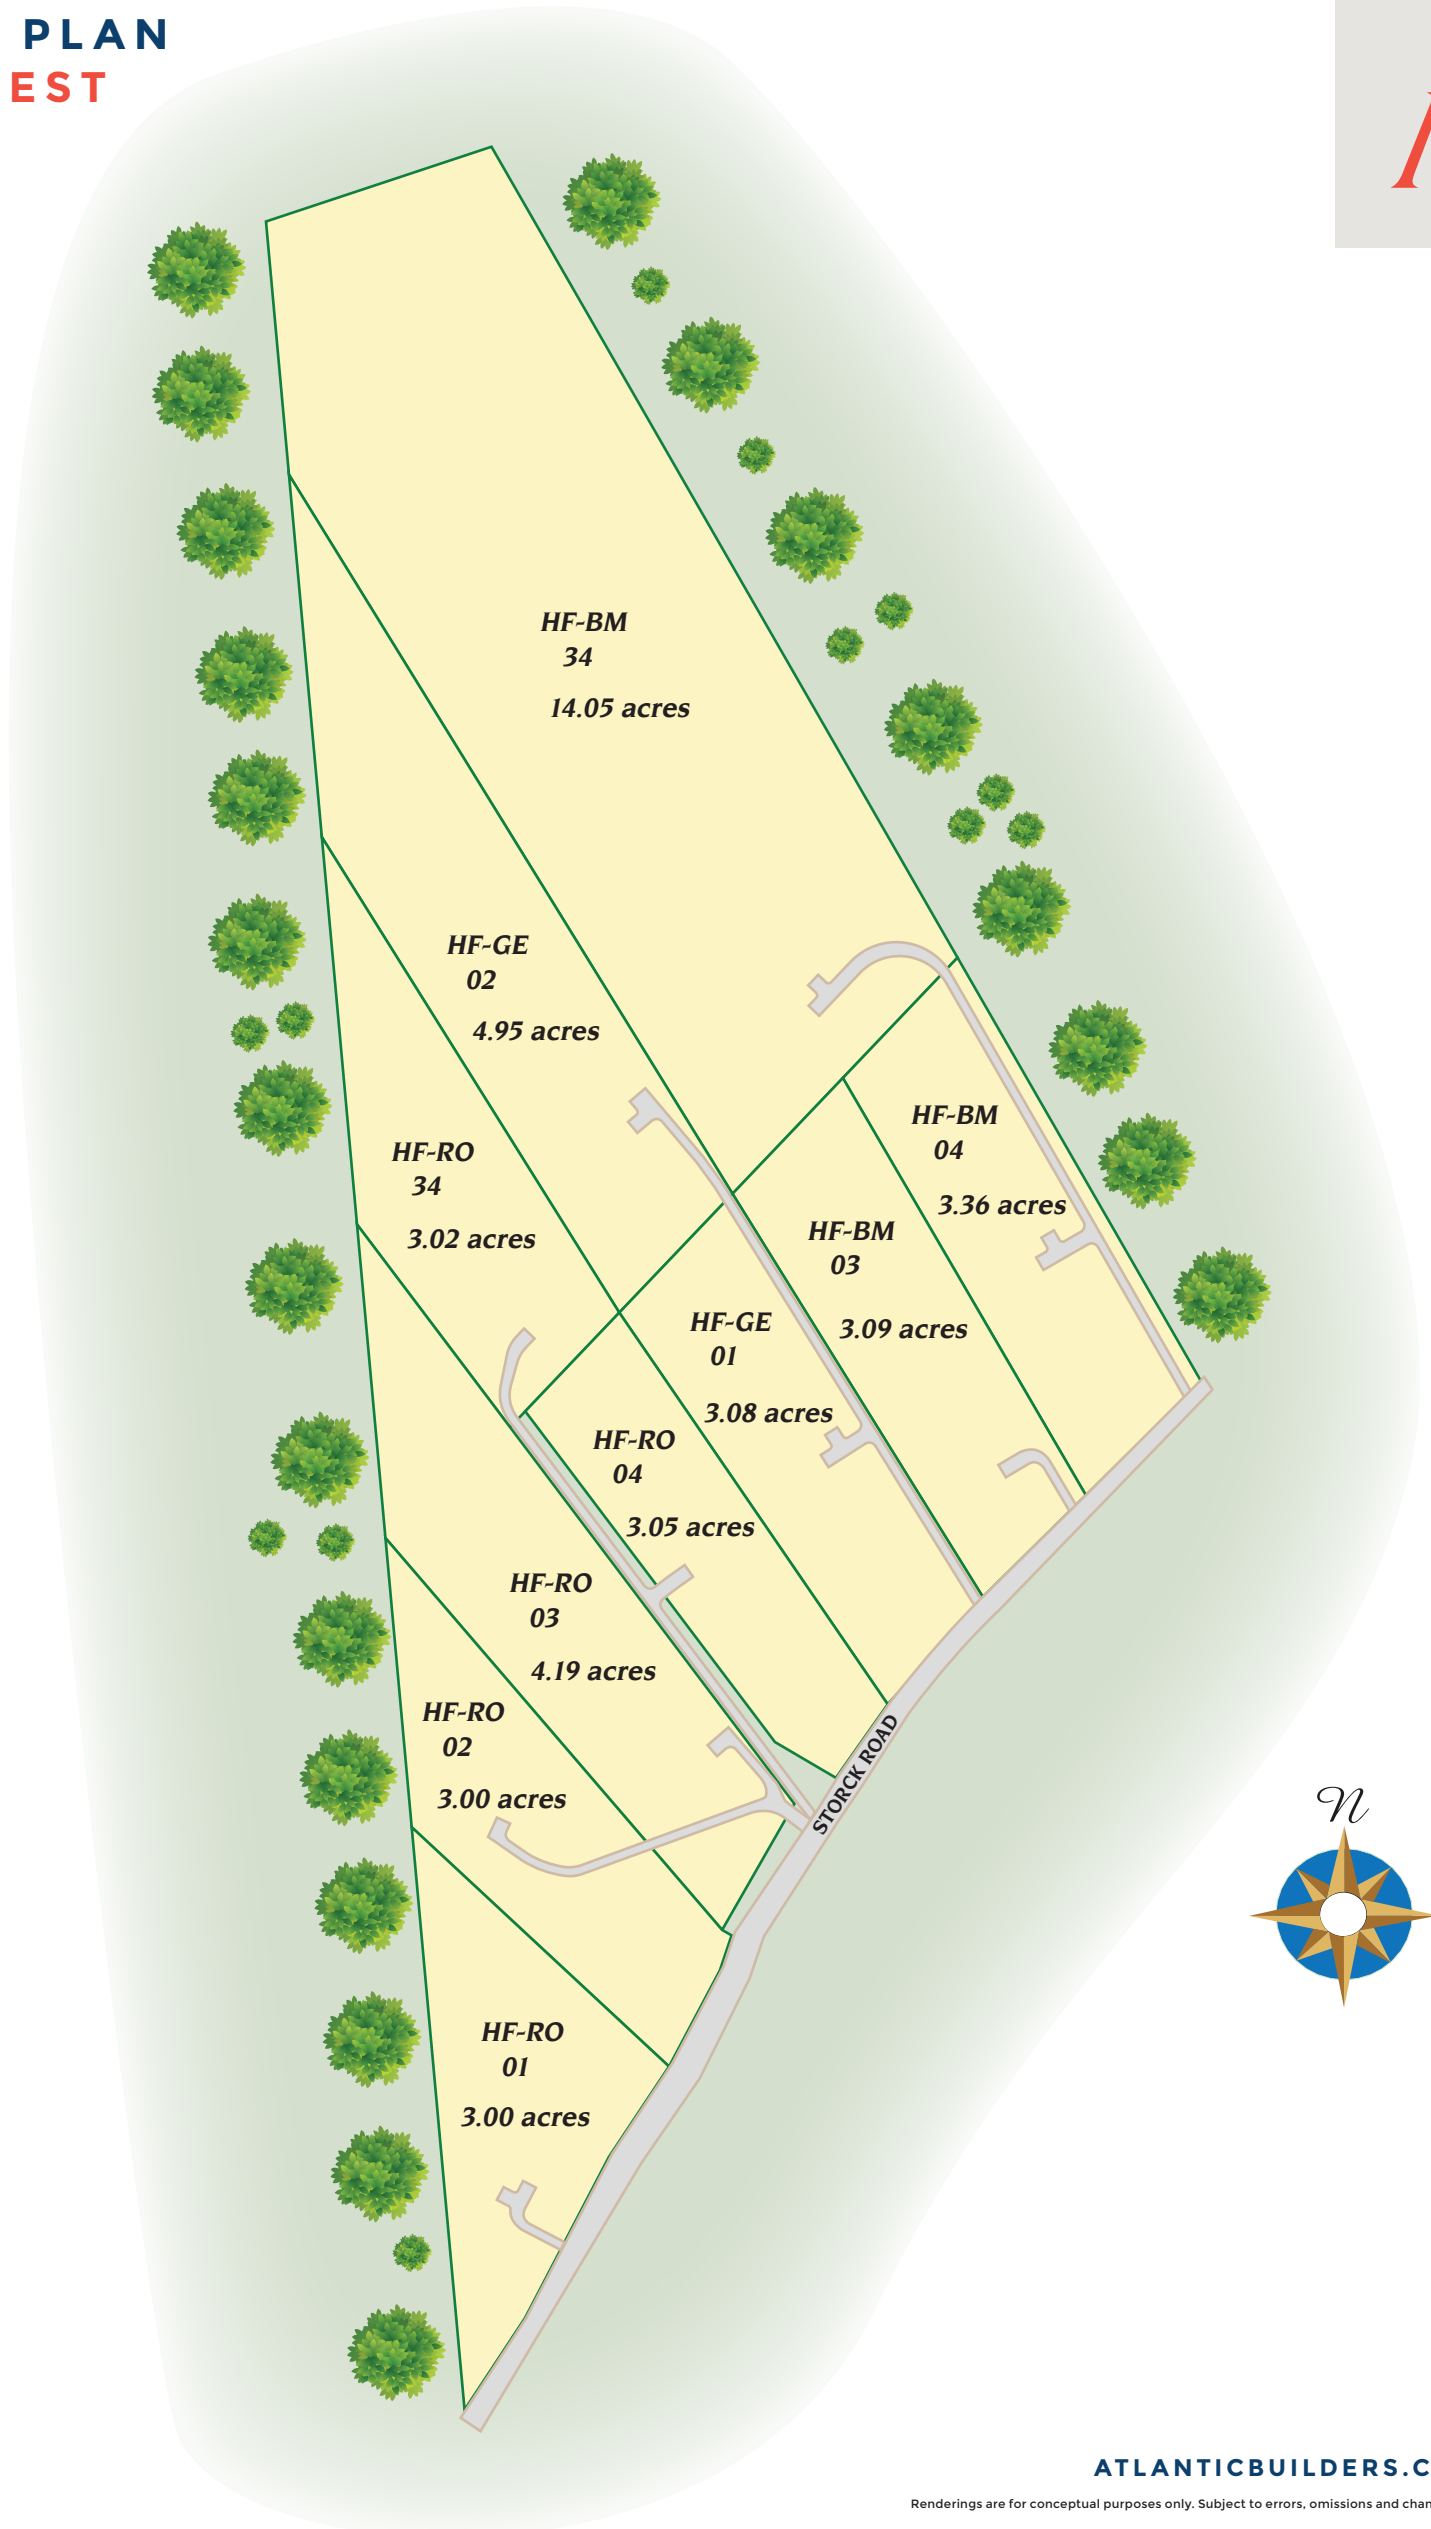 PLAN
EST
HF-BM
34
14.05 acres
HF-GE
02
4.95 acres
HF-BM
04
3.36 acres
HF-RO
34
3.02 acres
HF-BM
03
3.09 acres
HF-GE
01
3.08 acres
HF-RO
04
3.05 acres
HF-RO
03
4.19 acres
HF-RO
02
3.00 acres
STORCK ROAD
N
HF-RO
01
3.00 acres
ATLANTICBUILDERS.C
Renderings are for conceptual purposes only. Subject to errors, omissions and chan